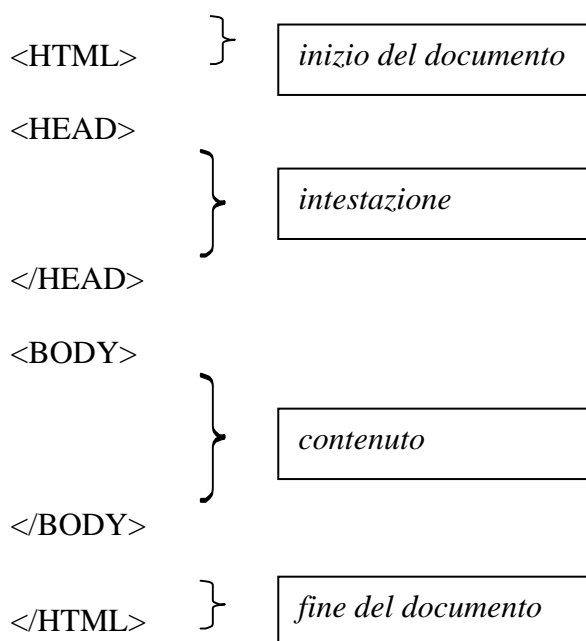 <HTML> inizio del documento
<HEAD>
intestazione
</HEAD>
<BODY>
contenuto
</BODY>
</HTML> fine del documento